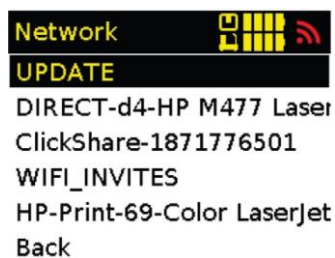 Network
UPDATE
DIRECT-d4-HP M477 Laser
ClickShare-1871776501
WIFI_INVITES
HP-Print-69-Color LaserJet
Back